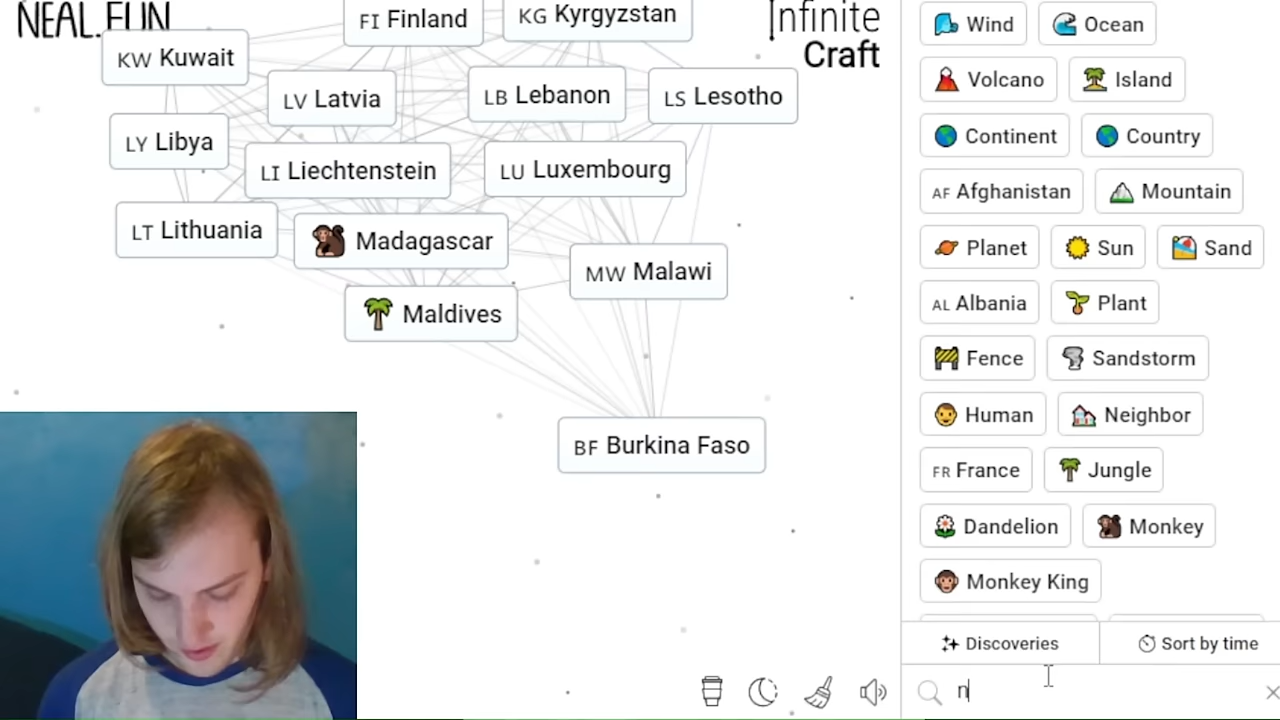 NEAL.FUN
FI Finland
KG Kyrgyzstan
Infinite
Craft
KW Kuwait
LV Latvia
LB Lebanon
LS Lesotho
LY Libya
LI Liechtenstein
LU Luxembourg
LT Lithuania
Madagascar
MW Malawi
Maldives
BF Burkina Faso
Wind
Ocean
Volcano
Island
Continent
Country
AF Afghanistan
Mountain
Planet
Sun
Sand
AL Albania
Plant
Fence
Sandstorm
Human
Neighbor
FR France
Jungle
Dandelion
Monkey
Monkey King
Discoveries
Sort by time
n